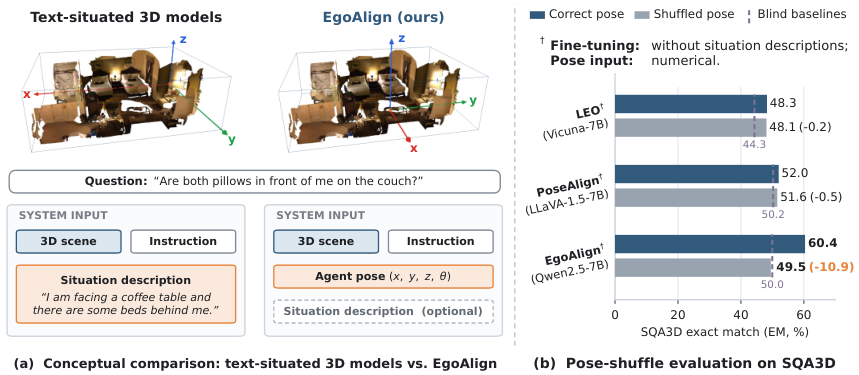 Text-situated 3D models
z
x
y
EgoAlign (ours)
z
y
x
Question: “Are both pillows in front of me on the couch?”
SYSTEM INPUT
3D scene
Instruction
Situation description
“I am facing a coffee table and
there are some beds behind me.”
SYSTEM INPUT
3D scene
Instruction
Agent pose (x, y, z, θ)
Situation description (optional)
(a) Conceptual comparison: text-situated 3D models vs. EgoAlign
Correct pose
Shuffled pose
Blind baselines
† Fine-tuning: without situation descriptions;
Pose input: numerical.
LEO†
(Vicuna-7B)
48.3
48.1 (-0.2)
44.3
PoseAlign†
(LLaVA-1.5-7B)
52.0
51.6 (-0.5)
50.2
EgoAlign†
(Qwen2.5-7B)
60.4
49.5 (-10.9)
50.0
0 20 40 60
SQA3D exact match (EM, %)
(b) Pose-shuffle evaluation on SQA3D